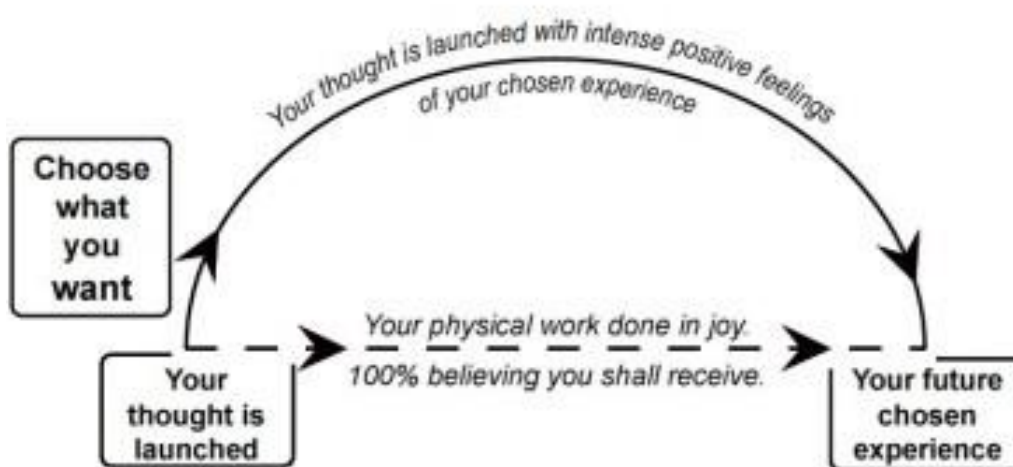 Your thought is launched with intense positive feelings
of your chosen experience
Choose
what
you
want
Your physical work done in joy.
100% believing you shall receive.
Your
thought is
launched
Your future
chosen
experience